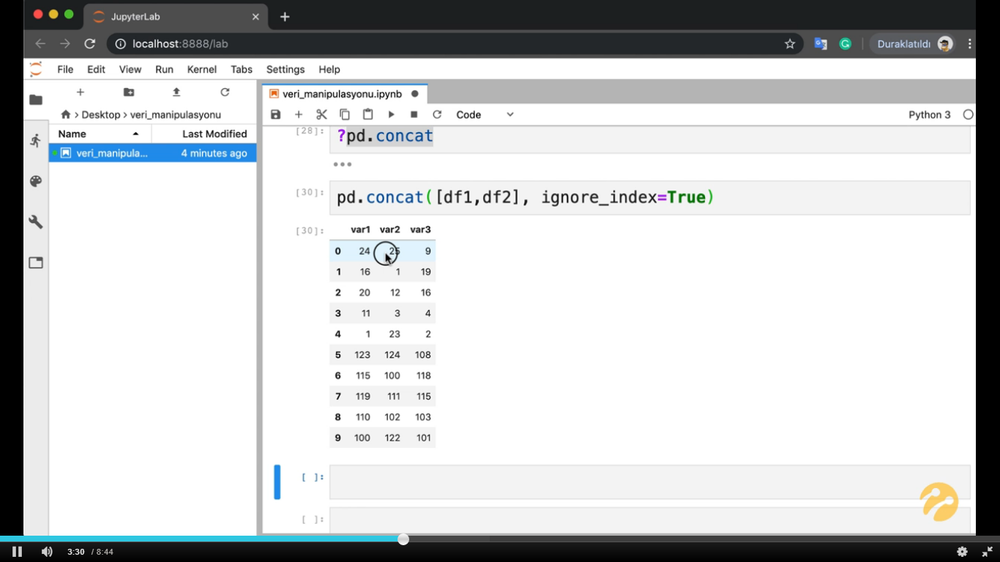 JupyterLab
localhost:8888/lab
Duraklatıldı
File Edit View Run Kernel Tabs Settings Help
veri_manipulasyonu.ipynb
Desktop > veri_manipulasyonu
Code
Python 3
Name Last Modified
veri_manipula... 4 minutes ago
[28]: ?pd.concat
[30]: pd.concat([df1,df2], ignore_index=True)
[30]: var1 var2 var3
0 24 25 9
1 16 1 19
2 20 12 16
3 11 3 4
4 1 23 2
5 123 124 108
6 115 100 118
7 119 111 115
8 110 102 103
9 100 122 101
[ ]:
[ ]:
3:30 / 8:44